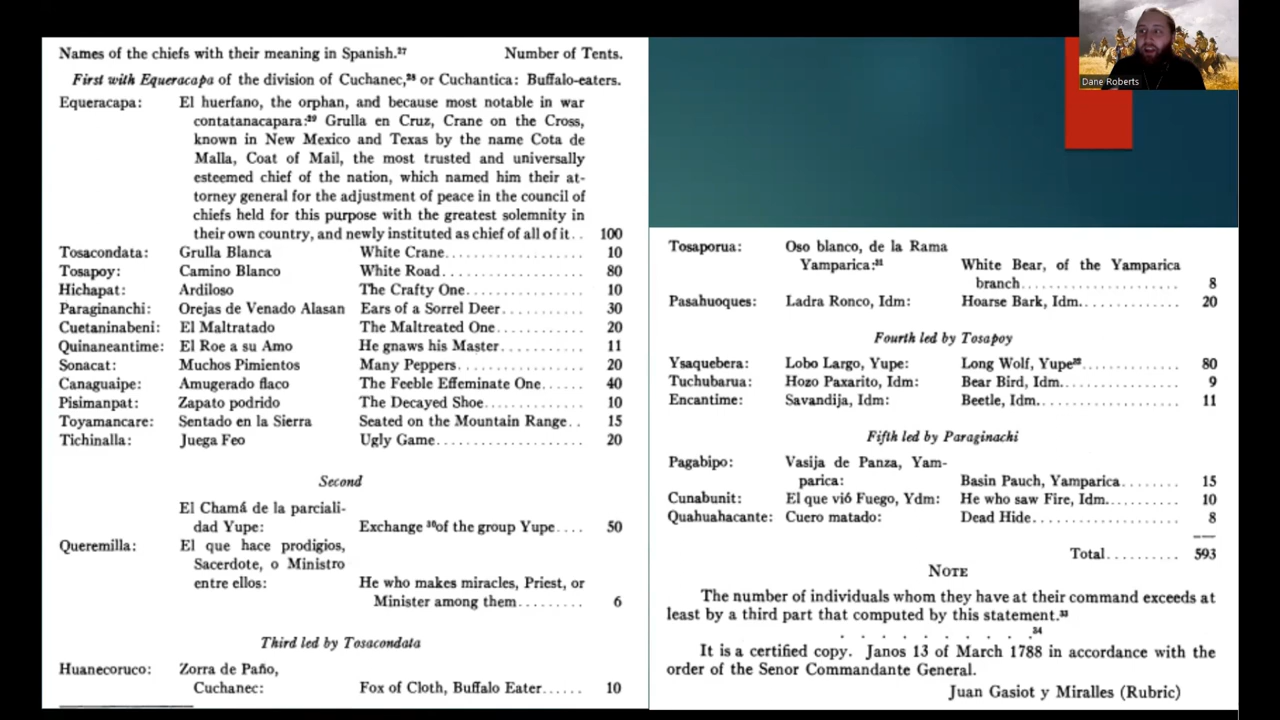 Names of the chiefs with their meaning in Spanish.²⁷ Number of Tents.
First with Equeracapa of the division of Cuchanec,²⁸ or Cuchantica: Buffalo-eaters.
Equeracapa: El huerfano, the orphan, and because most notable in war
contatanacapara:²⁹ Grulla en Cruz, Crane on the Cross,
known in New Mexico and Texas by the name Cota de
Malla, Coat of Mail, the most trusted and universally
esteemed chief of the nation, which named him their at-
torney general for the adjustment of peace in the council of
chiefs held for this purpose with the greatest solemnity in
their own country, and newly instituted as chief of all of it.. 100
Tosacondata: Grulla Blanca White Crane...................... 10
Tosapoy: Camino Blanco White Road...................... 80
Hichapat: Ardiloso The Crafty One.................. 10
Paraginanchi: Orejas de Venado Alasan Ears of a Sorrel Deer............ 30
Cuetaninabeni: El Maltratado The Maltreated One.............. 20
Quinaneantime: El Roe a su Amo He gnaws his Master............. 11
Sonacat: Muchos Pimientos Many Peppers................... 20
Canaguaipe: Amugerado flaco The Feeble Effeminate One...... 40
Pisimanpat: Zapato podrido The Decayed Shoe............... 10
Toyamancare: Sentado en la Sierra Seated on the Mountain Range.. 15
Tichinalla: Juega Feo Ugly Game...................... 20
Second
El Chamá de la parciali-
dad Yupe: Exchange ³⁰of the group Yupe.... 50
Queremilla: El que hace prodigios,
Sacerdote, o Ministro
entre ellos: He who makes miracles, Priest, or
Minister among them......... 6
Third led by Tosacondata
Huanecoruco: Zorra de Paño,
Cuchanec: Fox of Cloth, Buffalo Eater...... 10
Dane Roberts
Tosaporua: Oso blanco, de la Rama
Yamparica:³¹ White Bear, of the Yamparica
branch....................... 8
Pasahuoques: Ladra Ronco, Idm: Hoarse Bark, Idm.............. 20
Fourth led by Tosapoy
Ysaquebera: Lobo Largo, Yupe: Long Wolf, Yupe³²............. 80
Tuchubarua: Hozo Paxarito, Idm: Bear Bird, Idm................ 9
Encantime: Savandija, Idm: Beetle, Idm................... 11
Fifth led by Paraginachi
Pagabipo: Vasija de Panza, Yam-
parica: Basin Pauch, Yamparica........ 15
Cunabunit: El que vió Fuego, Ydm: He who saw Fire, Idm.......... 10
Quahuahacante: Cuero matado: Dead Hide.................... 8
Total.......... 593
NOTE
The number of individuals whom they have at their command exceeds at
least by a third part that computed by this statement.³³
. . . . . . . . . .³⁴
It is a certified copy. Janos 13 of March 1788 in accordance with the
order of the Senor Commandante General.
Juan Gasiot y Miralles (Rubric)